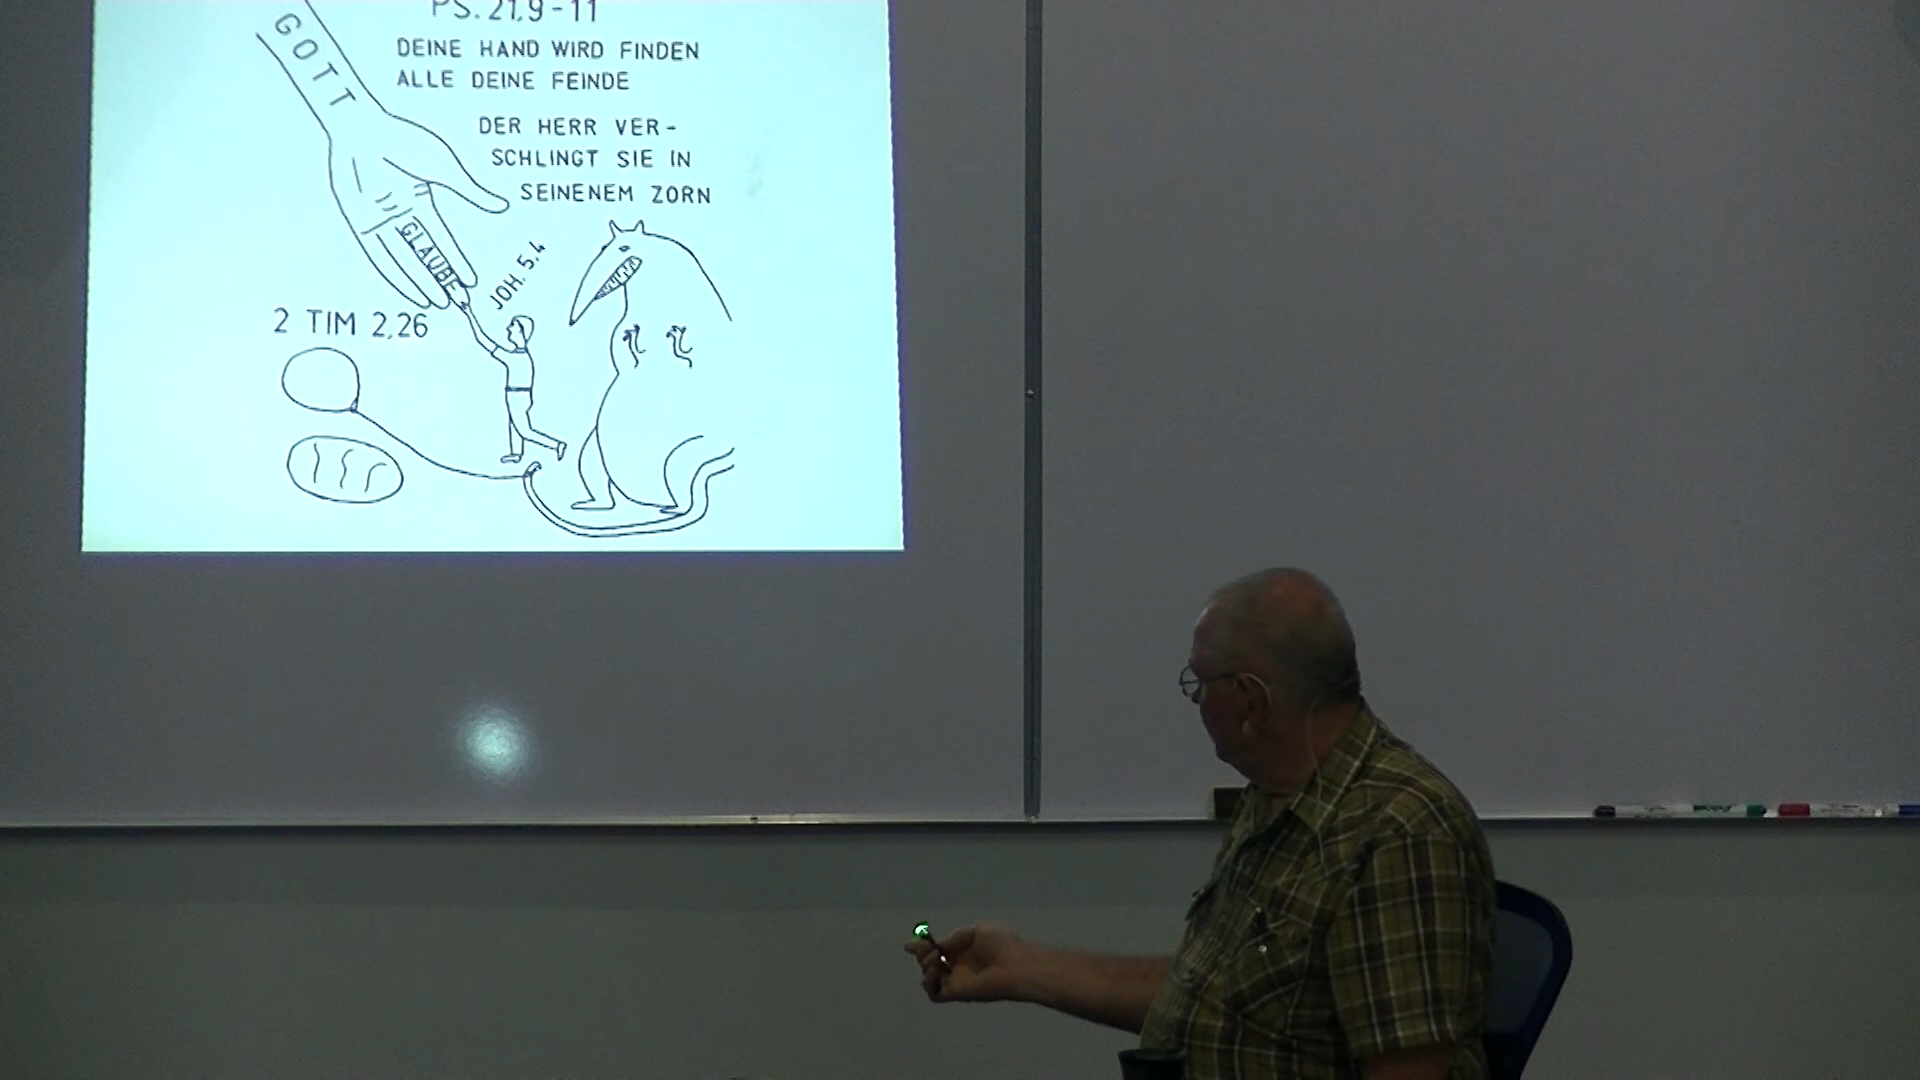 PS. 21,9-11
GOTT
DEINE HAND WIRD FINDEN
ALLE DEINE FEINDE
DER HERR VER-
SCHLINGT SIE IN
SEINENEM ZORN
GLAUBE
JOH. 5,4
2 TIM 2,26